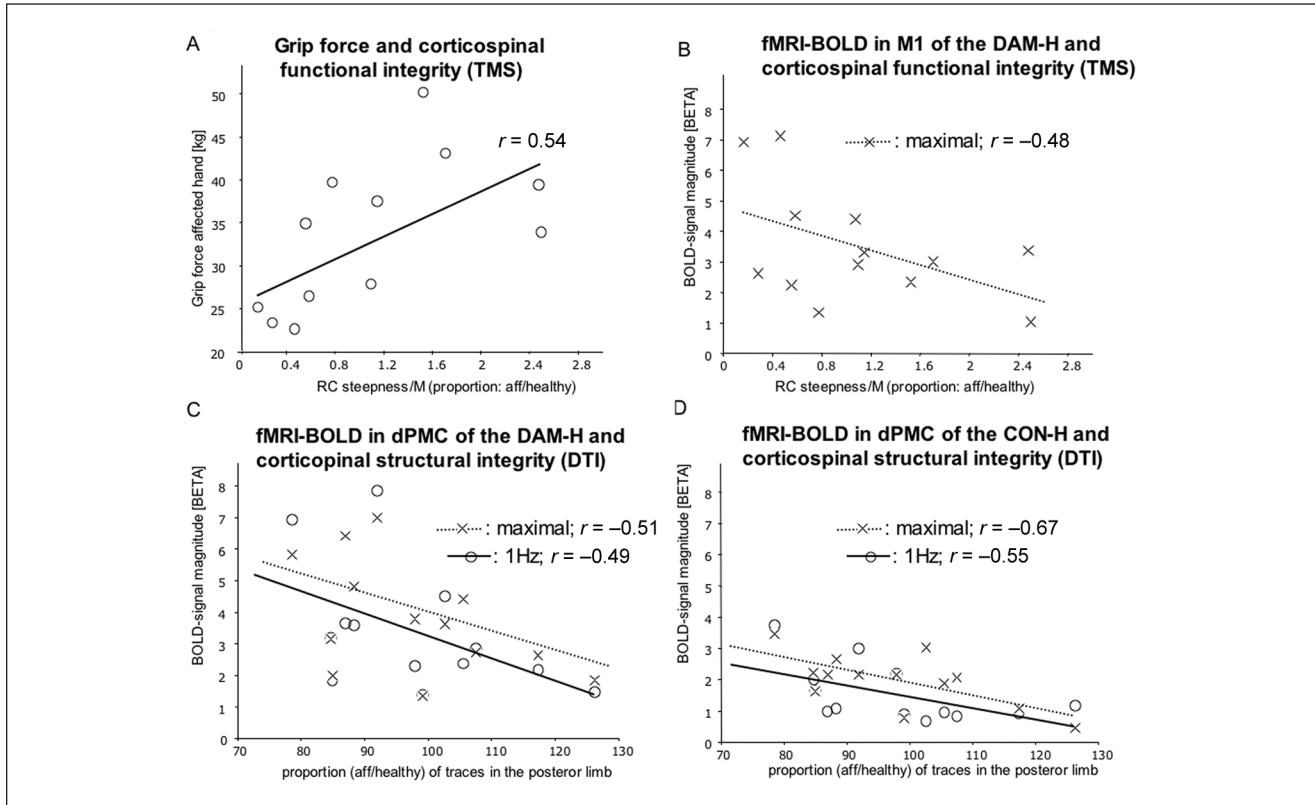 A
Grip force and corticospinal
functional integrity (TMS)
Grip force affected hand [kg]
50
45
40
35
30
25
20
r = 0.54
0 0.4 0.8 1.2 1.6 2 2.4 2.8
RC steepness/M (proportion: aff/healthy)
B
fMRI-BOLD in M1 of the DAM-H and
corticospinal functional integrity (TMS)
BOLD-signal magnitude [BETA]
8
7
6
5
4
3
2
1
0
: maximal; r = –0.48
0 0.4 0.8 1.2 1.6 2 2.4 2.8
RC steepness/M (proportion: aff/healthy)
C
fMRI-BOLD in dPMC of the DAM-H and
corticopinal structural integrity (DTI)
BOLD-signal magnitude [BETA]
8
7
6
5
4
3
2
1
0
: maximal; r = –0.51
: 1Hz; r = –0.49
70 80 90 100 110 120 130
proportion (aff/healthy) of traces in the posteror limb
D
fMRI-BOLD in dPMC of the CON-H and
corticospinal structural integrity (DTI)
BOLD-signal magnitude [BETA]
8
7
6
5
4
3
2
1
0
: maximal; r = –0.67
: 1Hz; r = –0.55
70 80 90 100 110 120 130
proportion (aff/healthy) of traces in the posteror limb